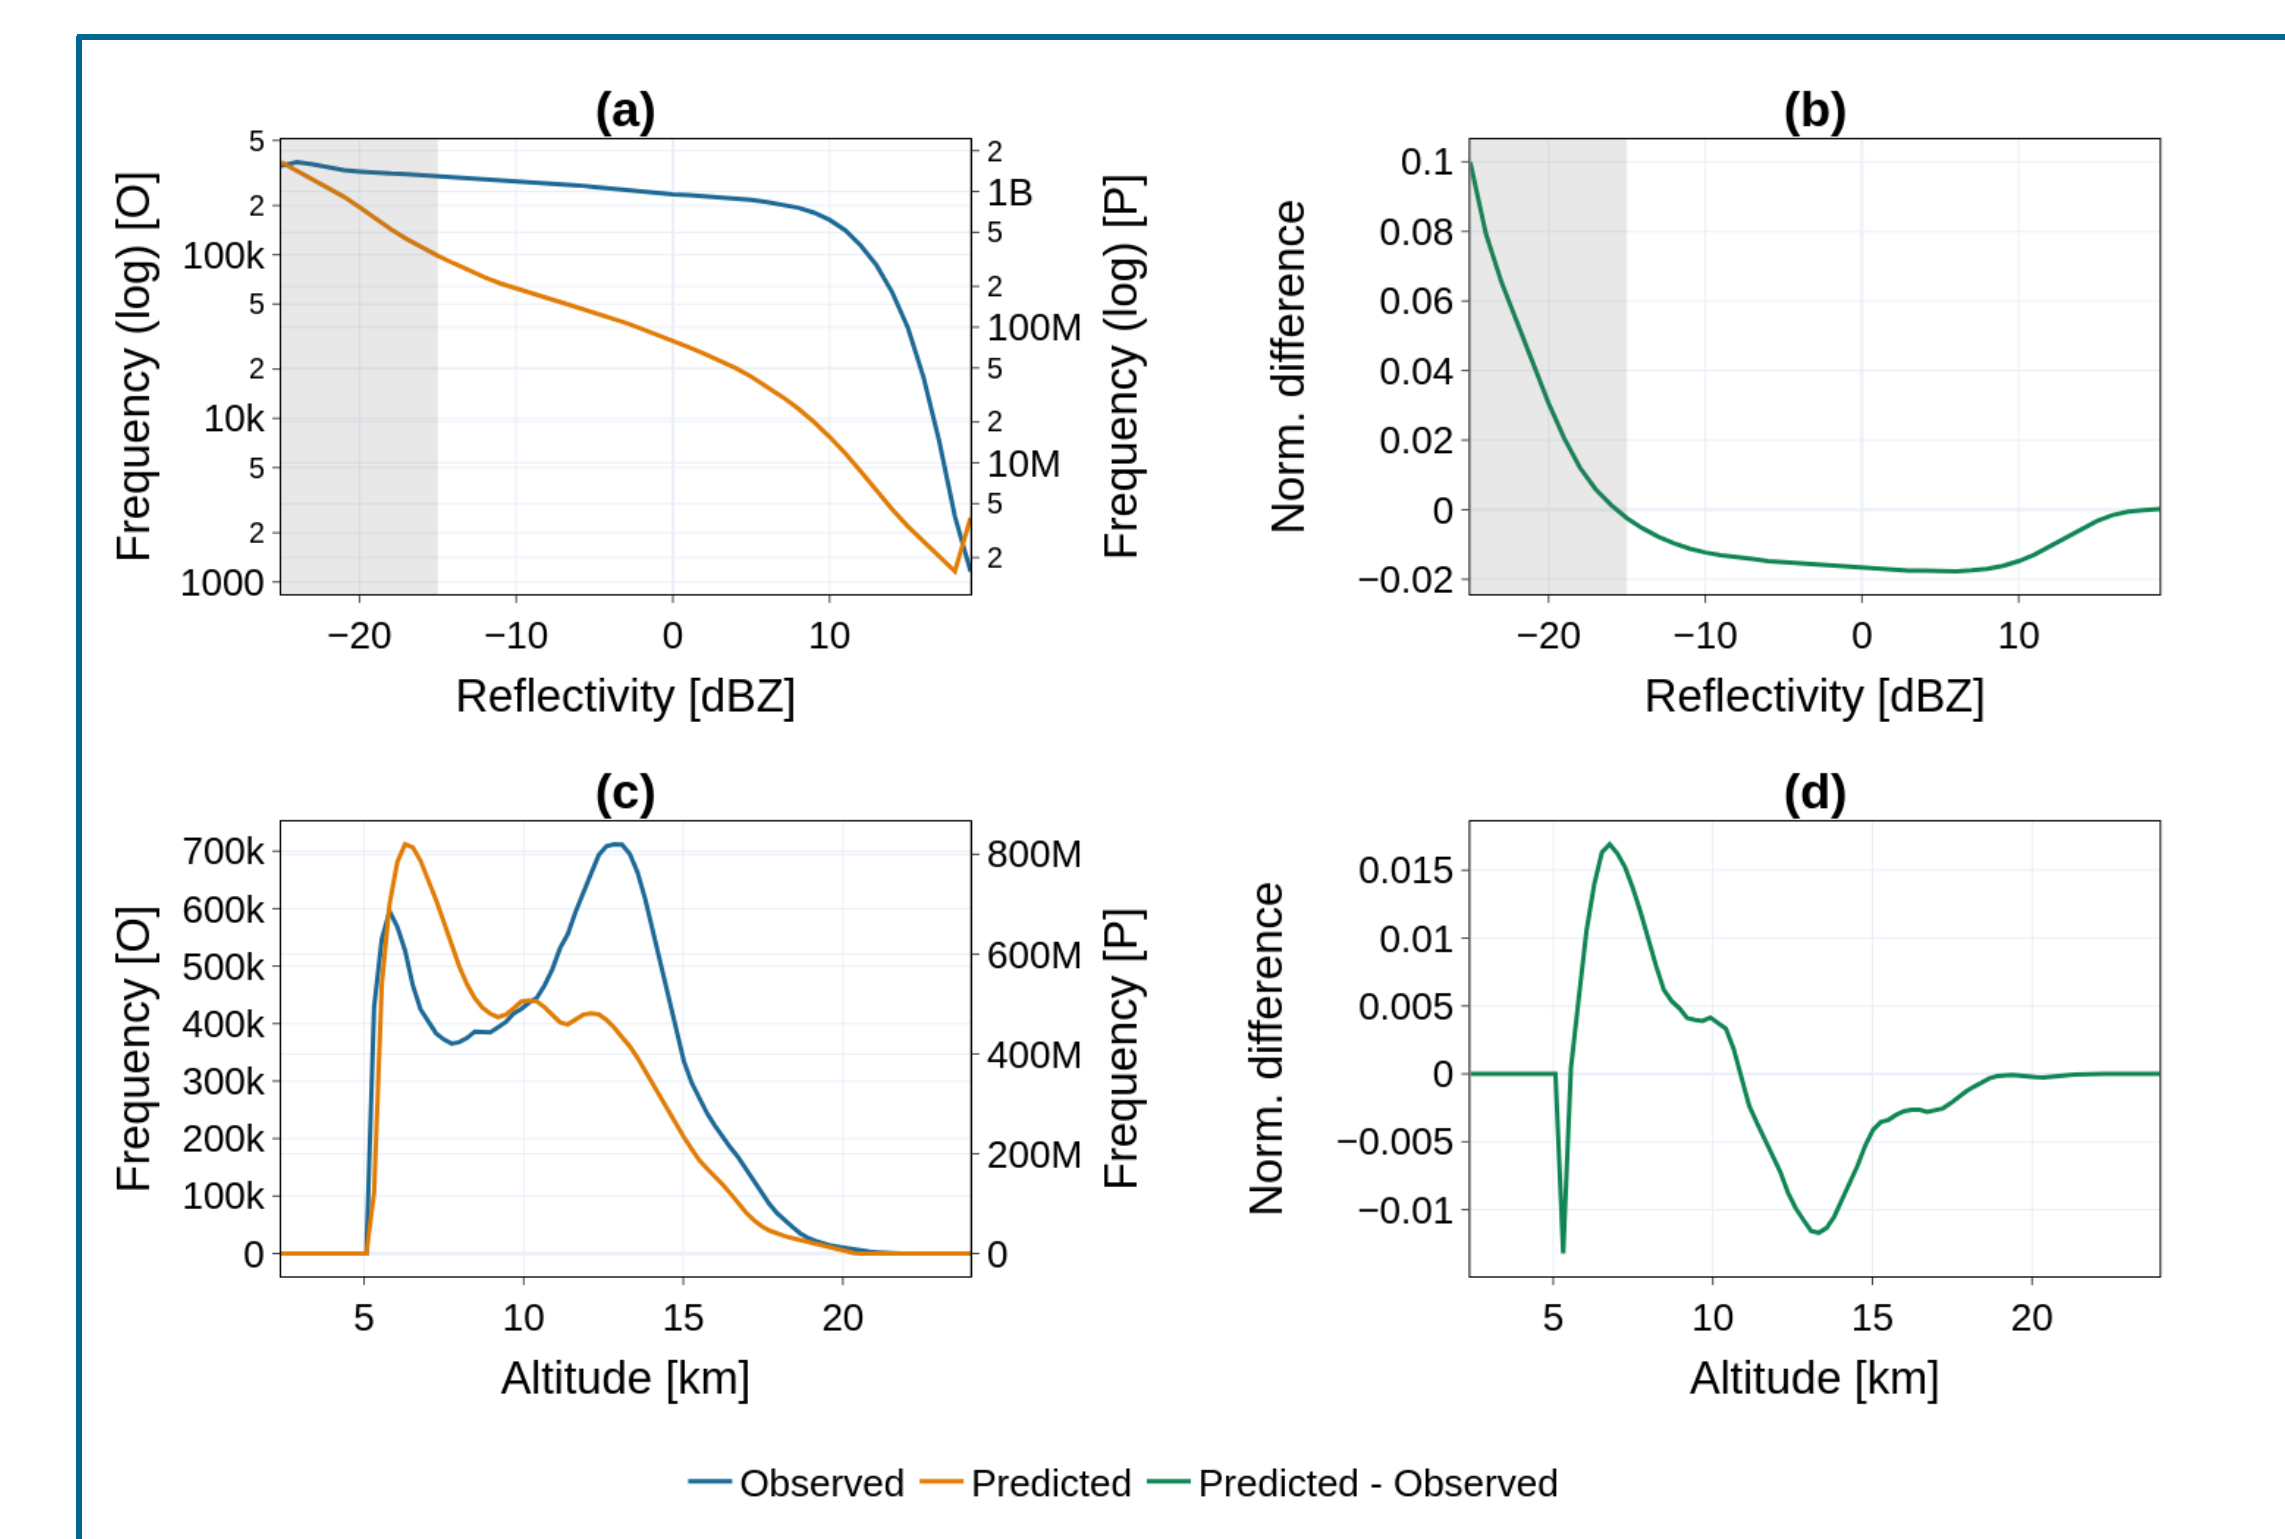 (a)
Frequency (log) [O]
5
2
100k
5
2
10k
5
2
1000
2
1B
5
2
100M
5
2
10M
5
2
Frequency (log) [P]
−20 −10 0 10
Reflectivity [dBZ]
(b)
Norm. difference
0.1
0.08
0.06
0.04
0.02
0
−0.02
−20 −10 0 10
Reflectivity [dBZ]
(c)
Frequency [O]
700k
600k
500k
400k
300k
200k
100k
0
800M
600M
400M
200M
0
Frequency [P]
5 10 15 20
Altitude [km]
(d)
Norm. difference
0.015
0.01
0.005
0
−0.005
−0.01
5 10 15 20
Altitude [km]
Observed Predicted Predicted - Observed